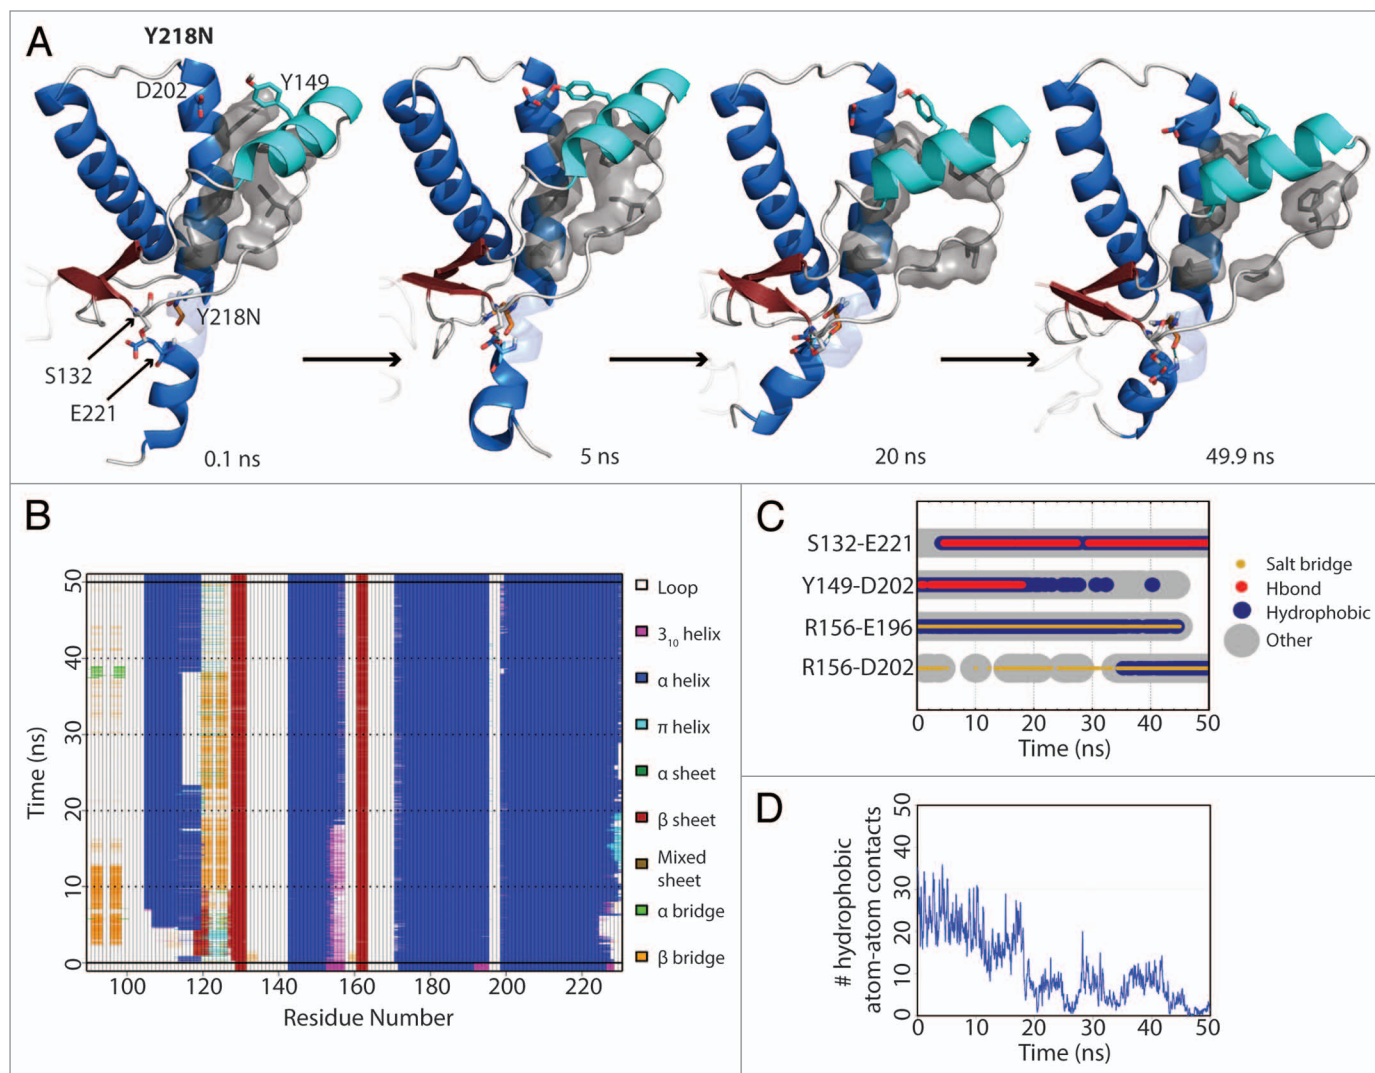 A
Y218N
D202
Y149
Y218N
S132
E221
0.1 ns
5 ns
20 ns
49.9 ns
B
50
40
30
20
10
0
Time (ns)
100 120 140 160 180 200 220
Residue Number
Loop
3₁₀ helix
α helix
π helix
α sheet
β sheet
Mixed
sheet
α bridge
β bridge
C
S132-E221
Y149-D202
R156-E196
R156-D202
0 10 20 30 40 50
Time (ns)
Salt bridge
Hbond
Hydrophobic
Other
D
# hydrophobic
atom-atom contacts
50
40
30
20
10
0
0 10 20 30 40 50
Time (ns)